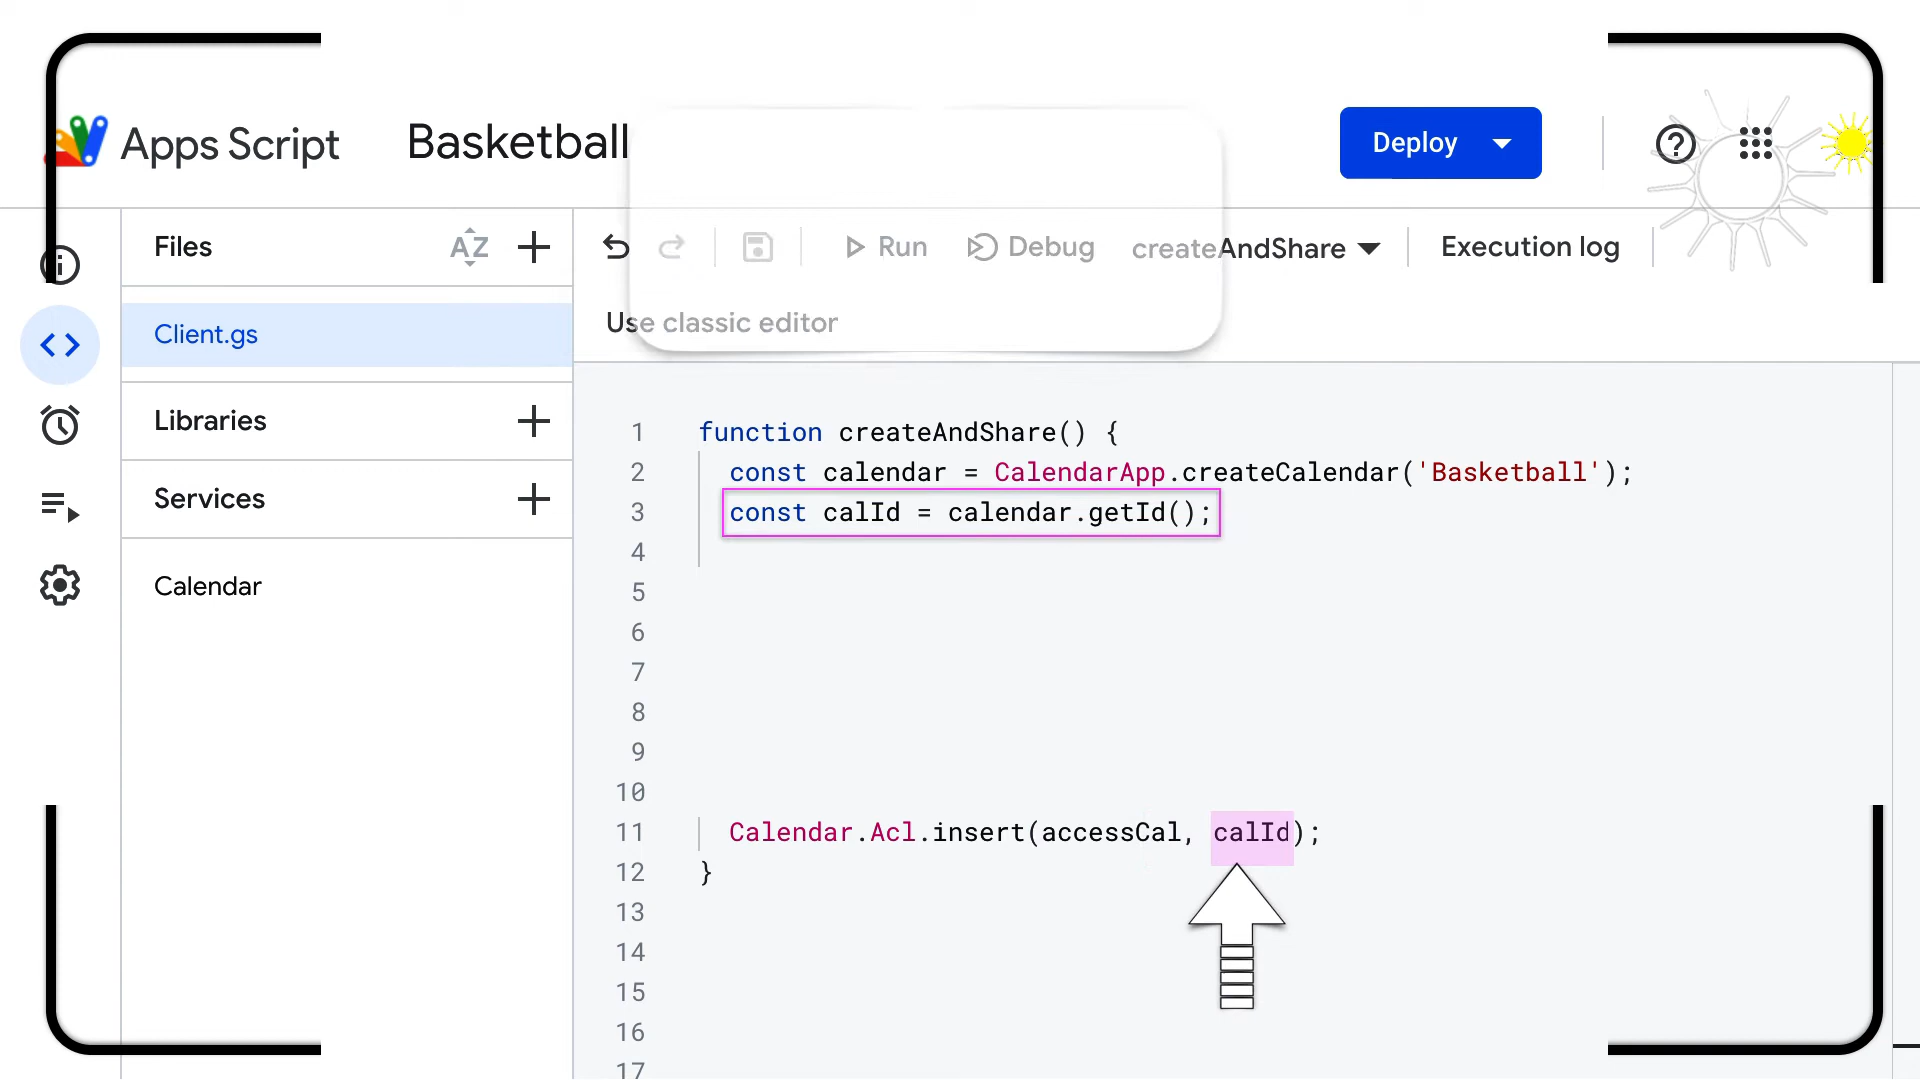 Apps Script Basketball Deploy
Files AZ Run Debug createAndShare Execution log
Use classic editor
Client.gs
Libraries
Services
Calendar
1 function createAndShare() {
2 const calendar = CalendarApp.createCalendar('Basketball');
3 const calId = calendar.getId();
4
5
6
7
8
9
10
11 Calendar.Acl.insert(accessCal, calId);
12 }
13
14
15
16
17